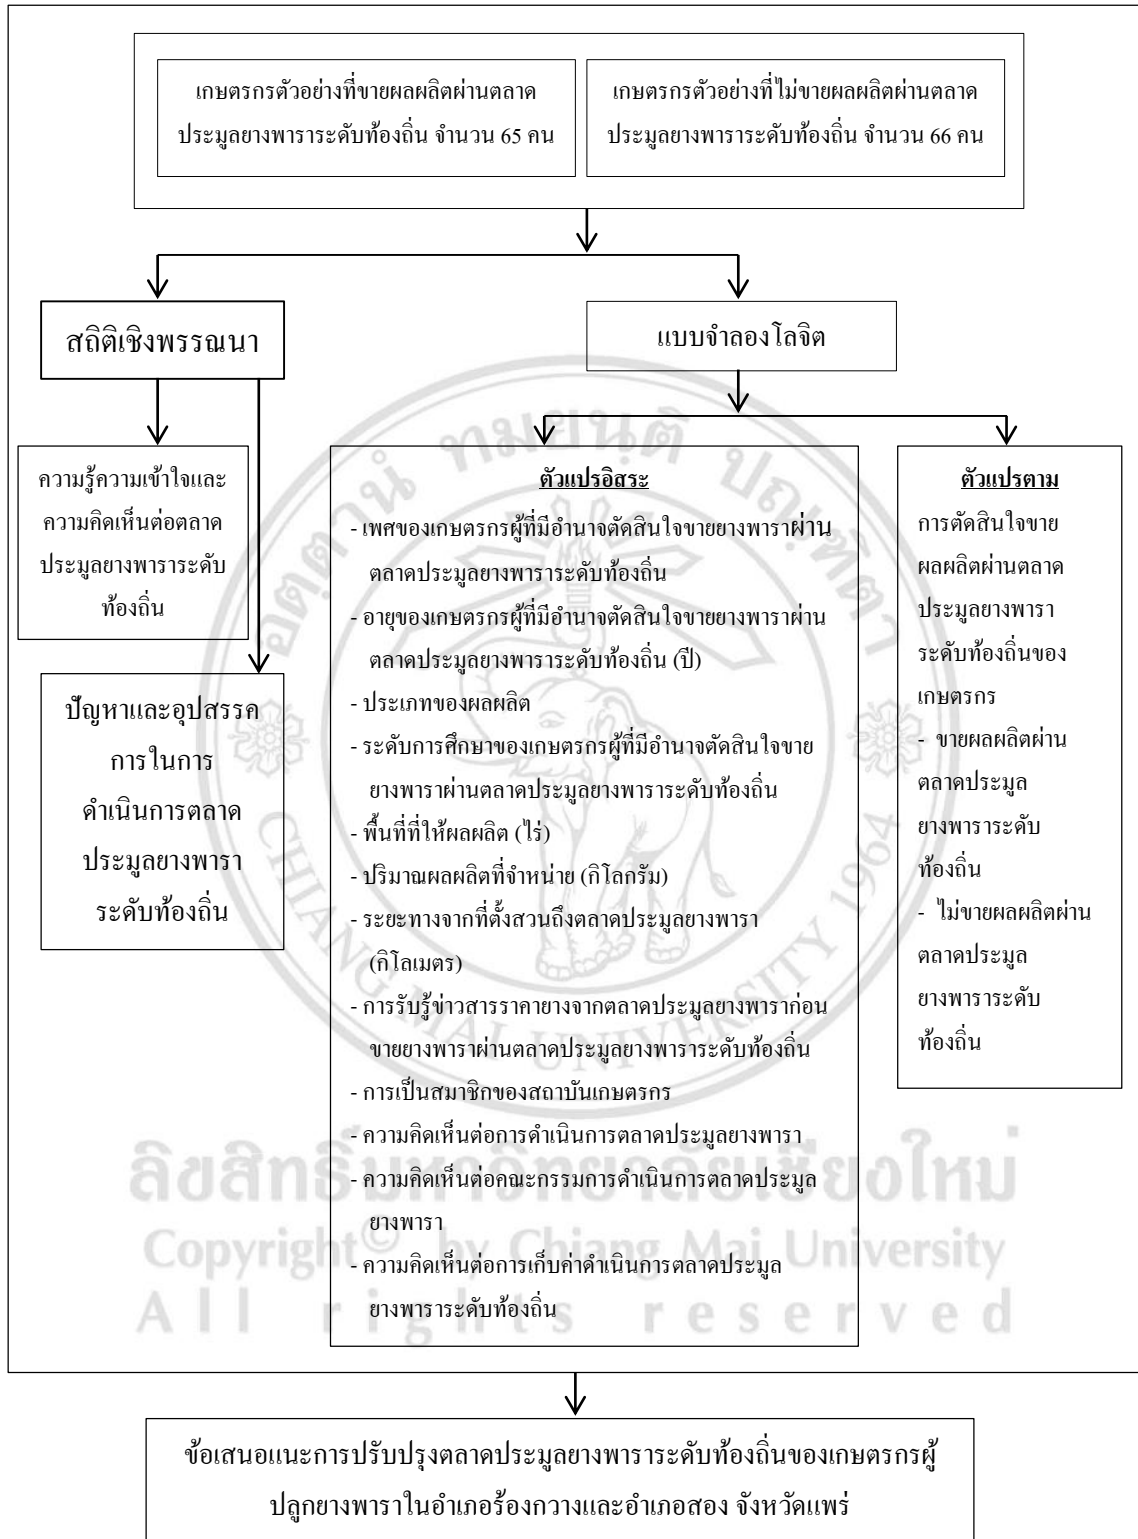 เกษตรกรตัวอย่างที่ขายผลผลิตผ่านตลาด
ประมูลยางพาราระดับท้องถิ่น จำนวน 65 คน
เกษตรกรตัวอย่างที่ไม่ขายผลผลิตผ่านตลาด
ประมูลยางพาราระดับท้องถิ่น จำนวน 66 คน
สถิติเชิงพรรณนา
แบบจำลองโลจิต
ความรู้ความเข้าใจและ
ความคิดเห็นต่อตลาด
ประมูลยางพาราระดับ
ท้องถิ่น
ปัญหาและอุปสรรค
การในการ
ดำเนินการตลาด
ประมูลยางพารา
ระดับท้องถิ่น
ตัวแปรอิสระ
- เพศของเกษตรกรผู้ที่มีอำนาจตัดสินใจขายยางพาราผ่าน
ตลาดประมูลยางพาราระดับท้องถิ่น
- อายุของเกษตรกรผู้ที่มีอำนาจตัดสินใจขายยางพาราผ่าน
ตลาดประมูลยางพาราระดับท้องถิ่น (ปี)
- ประเภทของผลผลิต
- ระดับการศึกษาของเกษตรกรผู้ที่มีอำนาจตัดสินใจขาย
ยางพาราผ่านตลาดประมูลยางพาราระดับท้องถิ่น
- พื้นที่ที่ให้ผลผลิต (ไร่)
- ปริมาณผลผลิตที่จำหน่าย (กิโลกรัม)
- ระยะทางจากที่ตั้งสวนถึงตลาดประมูลยางพารา
(กิโลเมตร)
- การรับรู้ข่าวสารราคายางจากตลาดประมูลยางพาราก่อน
ขายยางพาราผ่านตลาดประมูลยางพาราระดับท้องถิ่น
- การเป็นสมาชิกของสถาบันเกษตรกร
- ความคิดเห็นต่อการดำเนินการตลาดประมูลยางพารา
- ความคิดเห็นต่อคณะกรรมการดำเนินการตลาดประมูล
ยางพารา
- ความคิดเห็นต่อการเก็บค่าดำเนินการตลาดประมูล
ยางพาราระดับท้องถิ่น
ตัวแปรตาม
การตัดสินใจขาย
ผลผลิตผ่านตลาด
ประมูลยางพารา
ระดับท้องถิ่นของ
เกษตรกร
- ขายผลผลิตผ่าน
ตลาดประมูล
ยางพาราระดับ
ท้องถิ่น
- ไม่ขายผลผลิตผ่าน
ตลาดประมูล
ยางพาราระดับ
ท้องถิ่น
อตฺตานํ ทมยนฺติ ปณฺฑิตา
CHIANG MAI UNIVERSITY 1964
ลิขสิทธิ์มหาวิทยาลัยเชียงใหม่
Copyright© by Chiang Mai University
All rights reserved
ข้อเสนอแนะการปรับปรุงตลาดประมูลยางพาราระดับท้องถิ่นของเกษตรกรผู้
ปลูกยางพาราในอำเภอร้องกวางและอำเภอสอง จังหวัดแพร่